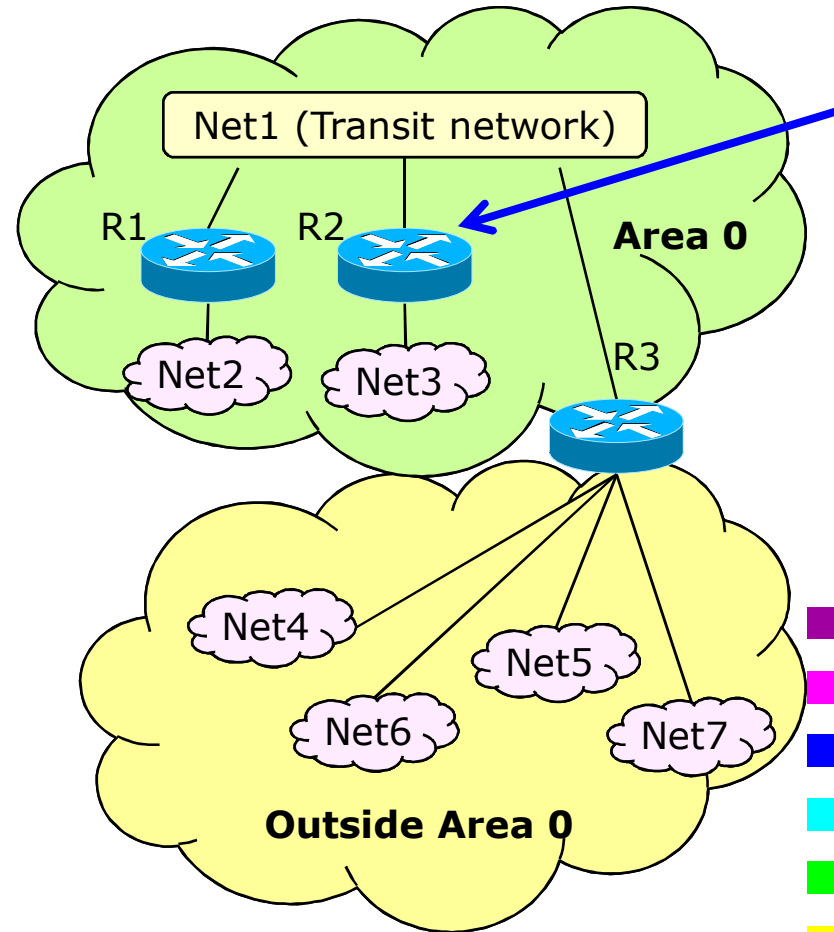 Net1 (Transit network)
R1
R2
Area 0
Net2
Net3
R3
Net4
Net5
Net6
Net7
Outside Area 0